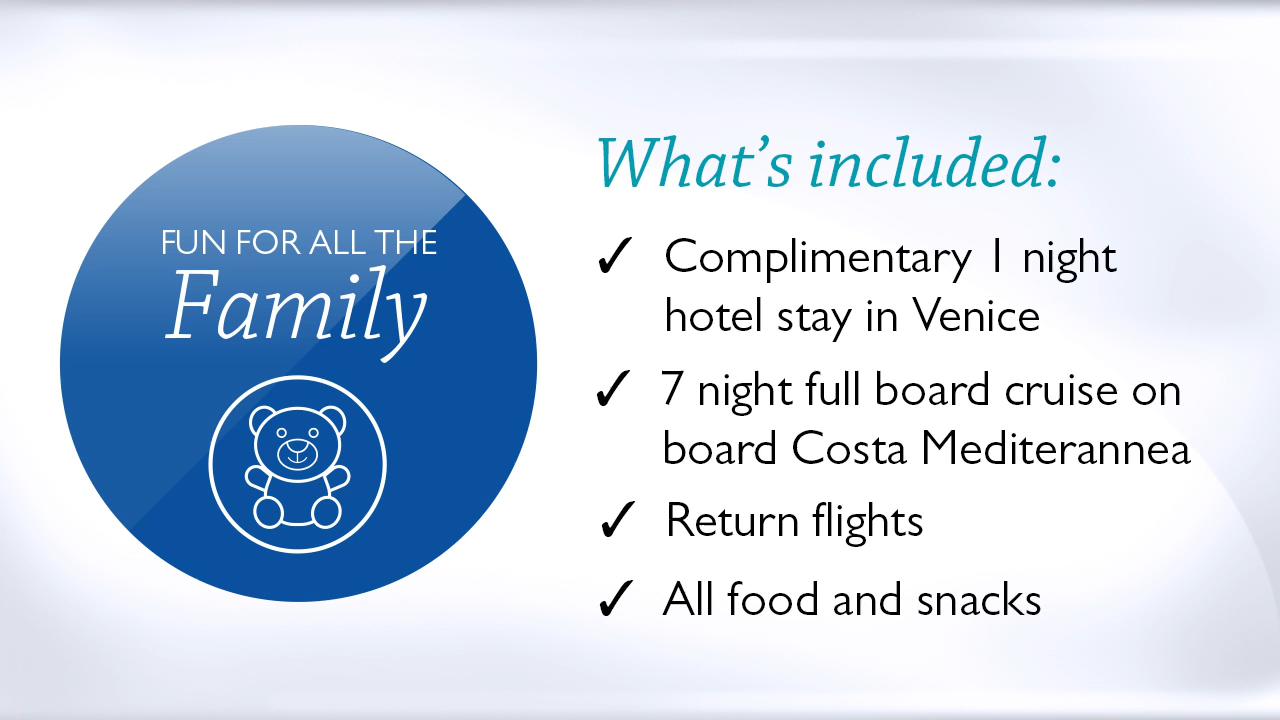 FUN FOR ALL THE
Family
What's included:
✓ Complimentary 1 night
hotel stay in Venice
✓ 7 night full board cruise on
board Costa Mediterannea
✓ Return flights
✓ All food and snacks